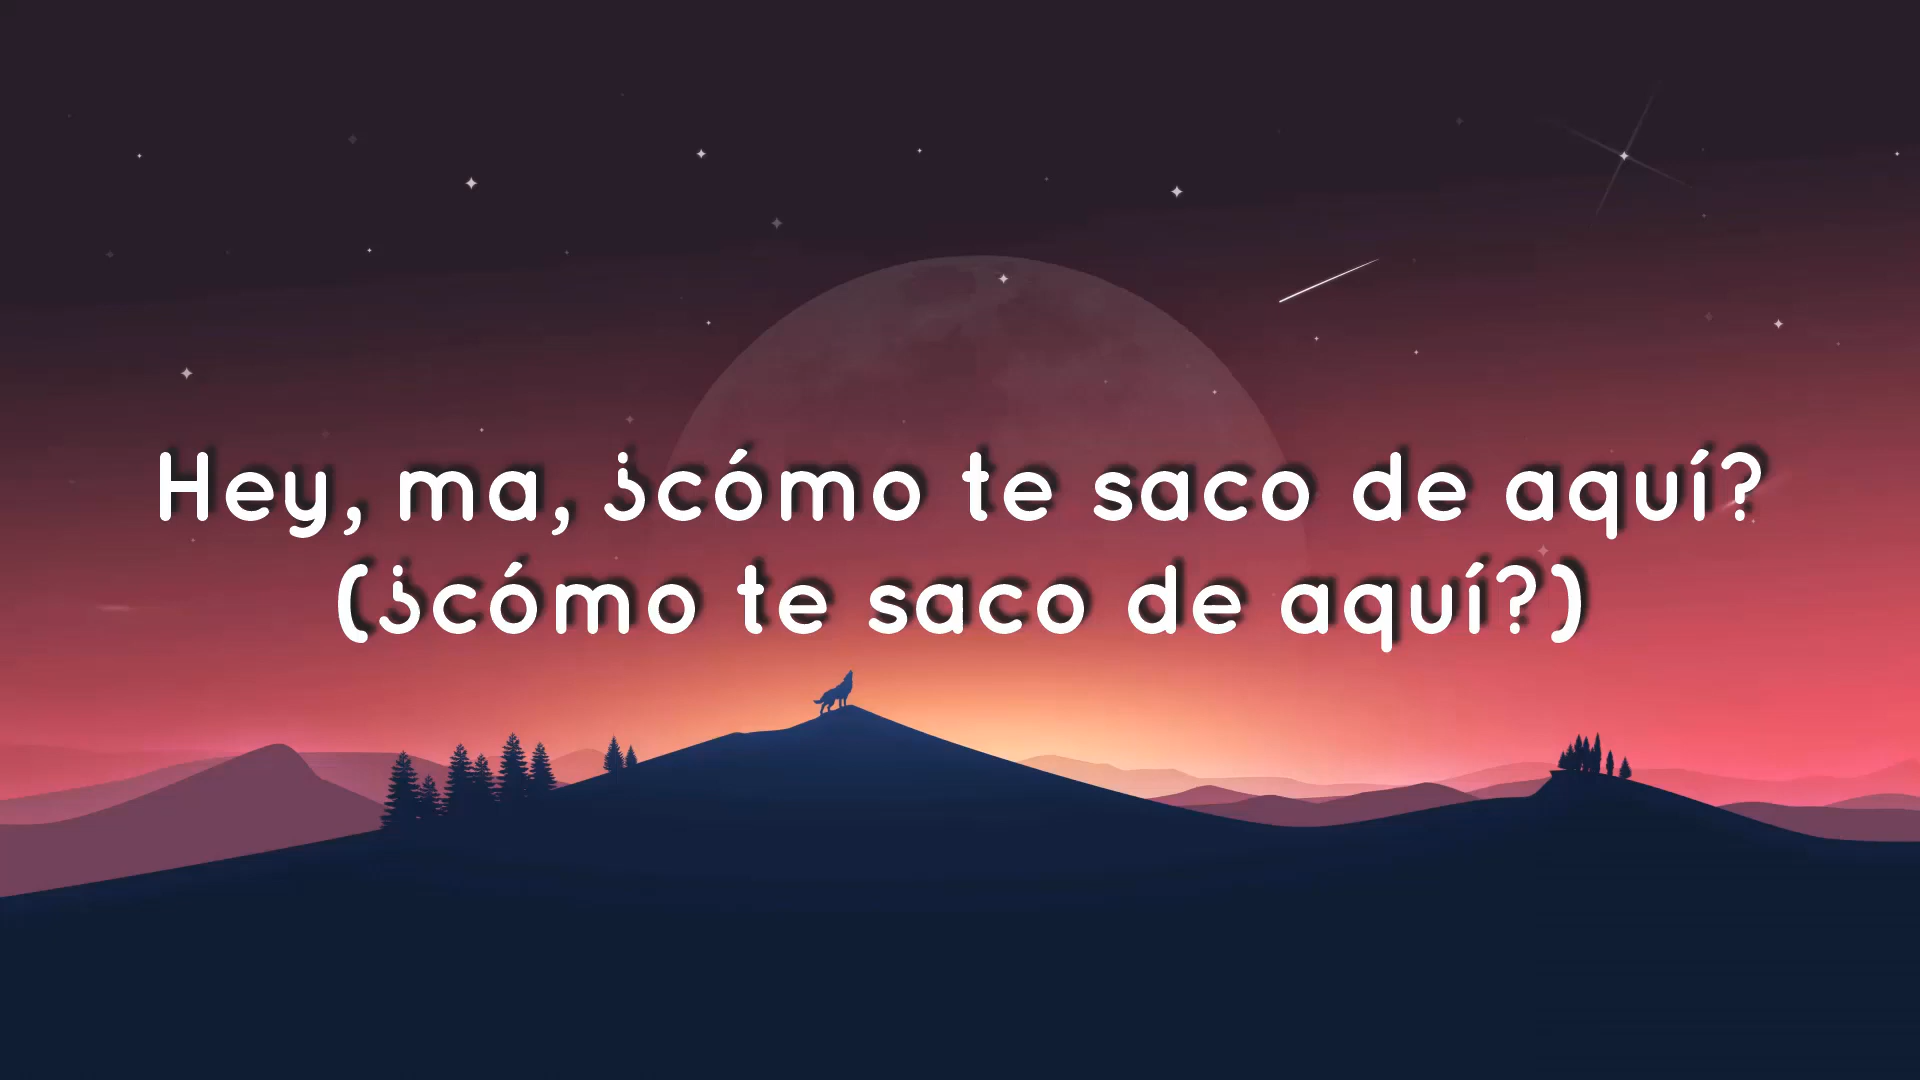 Hey, ma, ¿cómo te saco de aquí?
(¿cómo te saco de aquí?)